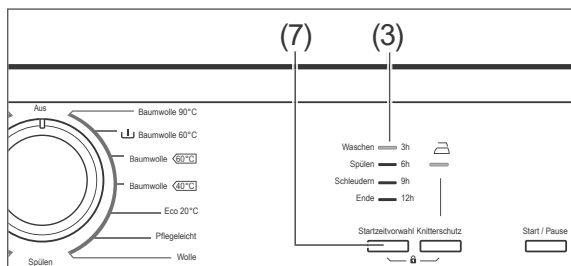 (7) (3)
Aus
Baumwolle 90°C
Baumwolle 60°C
Baumwolle 60°C
Baumwolle 40°C
Eco 20°C
Pflegeleicht
Wolle
Spülen
Waschen 3h
Spülen 6h
Schleudern 9h
Ende 12h
Startzeitvorwahl Knitterschutz
Start / Pause